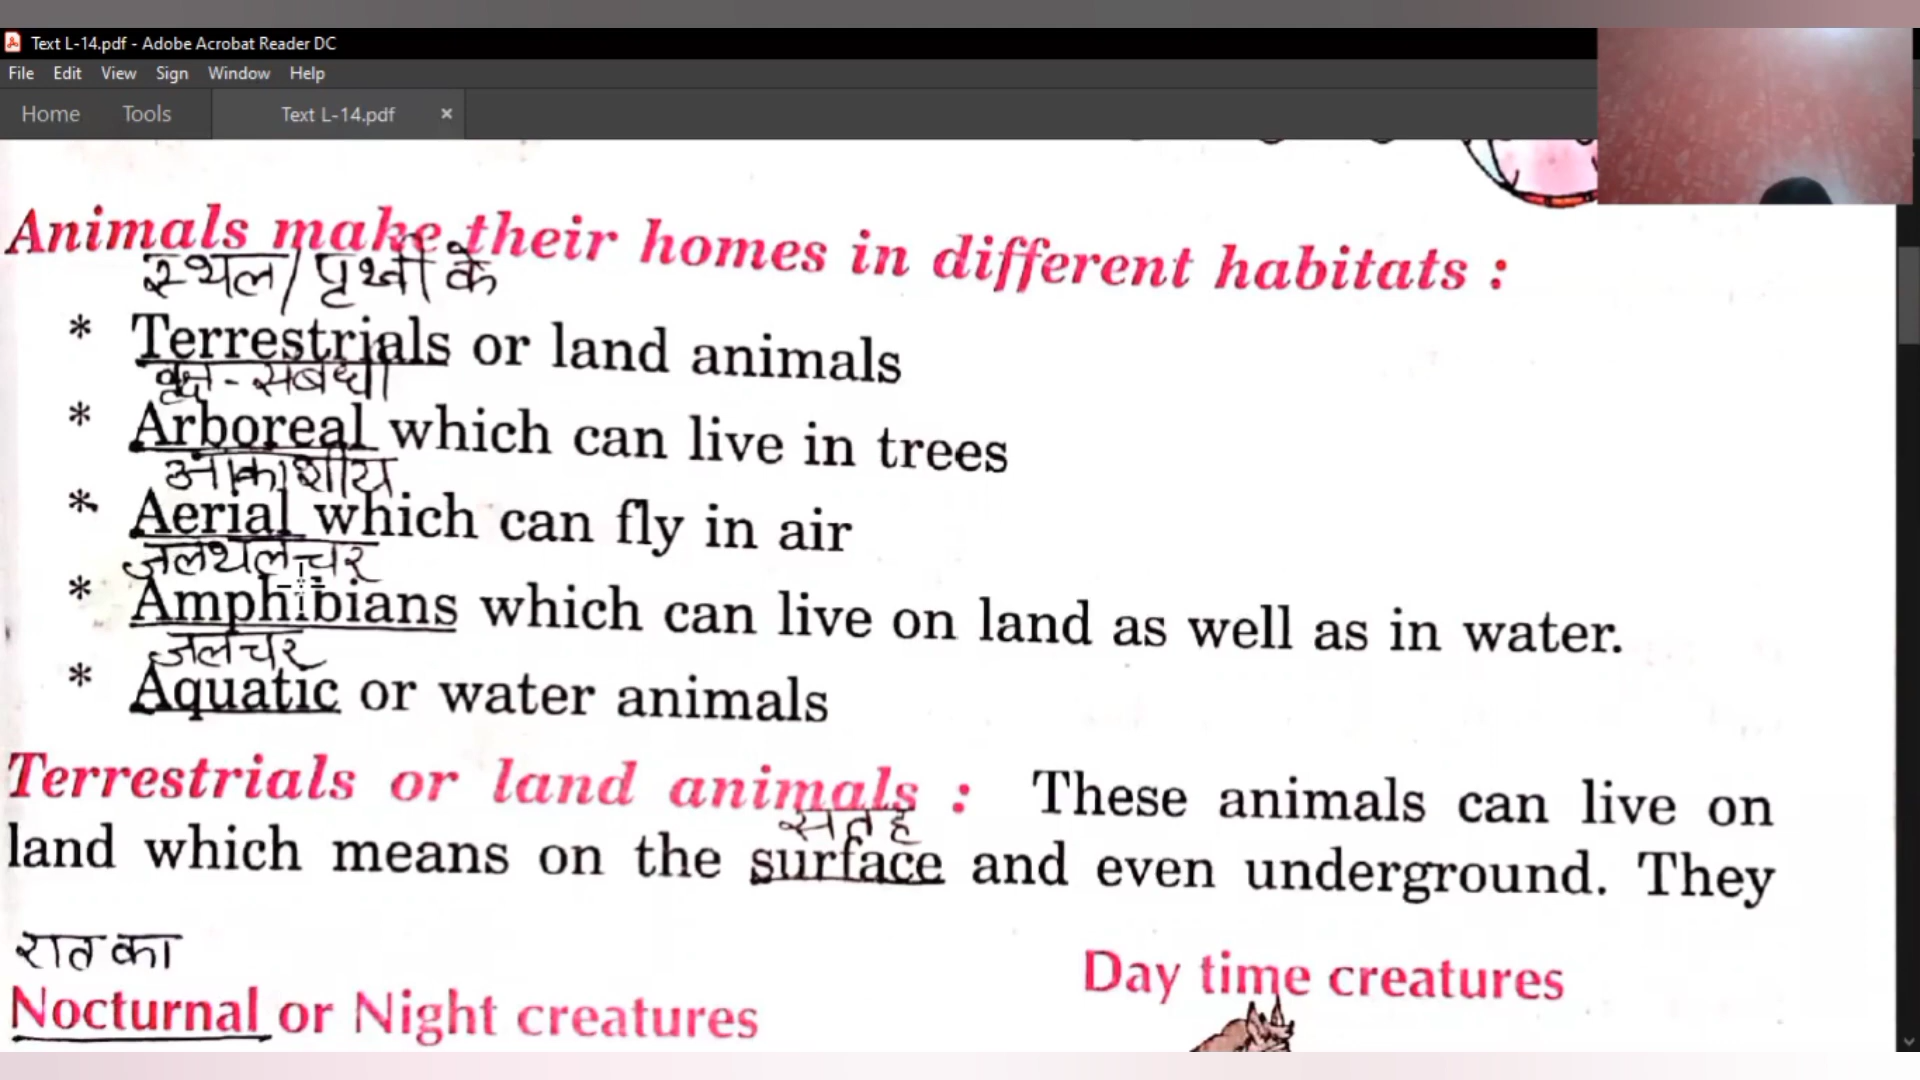 Text L-14.pdf - Adobe Acrobat Reader DC
File Edit View Sign Window Help
Home Tools Text L-14.pdf ×
Animals make their homes in different habitats :
स्थल/पृथ्वी के
* Terrestrials or land animals
वृक्ष-संबंधी
* Arboreal which can live in trees
आकाशीय
* Aerial which can fly in air
जलथलचर
* Amphibians which can live on land as well as in water.
जलचर
* Aquatic or water animals
Terrestrials or land animals : These animals can live on
सतह
land which means on the surface and even underground. They
रात का
Nocturnal or Night creatures
Day time creatures